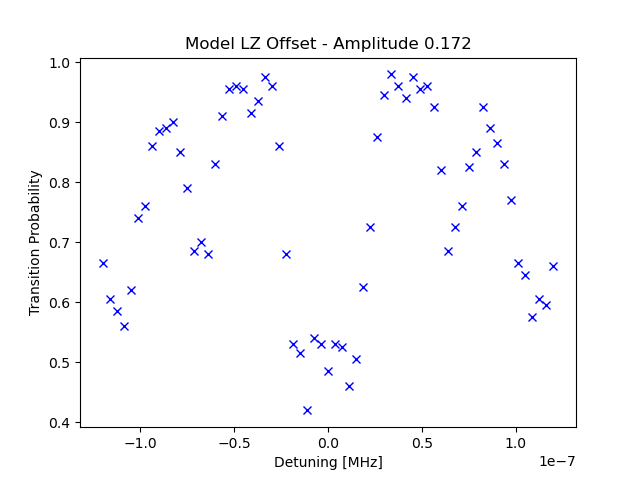 Model LZ Offset - Amplitude 0.172
Transition Probability
1.0
0.9
0.8
0.7
0.6
0.5
0.4
−1.0 −0.5 0.0 0.5 1.0
1e−7
Detuning [MHz]